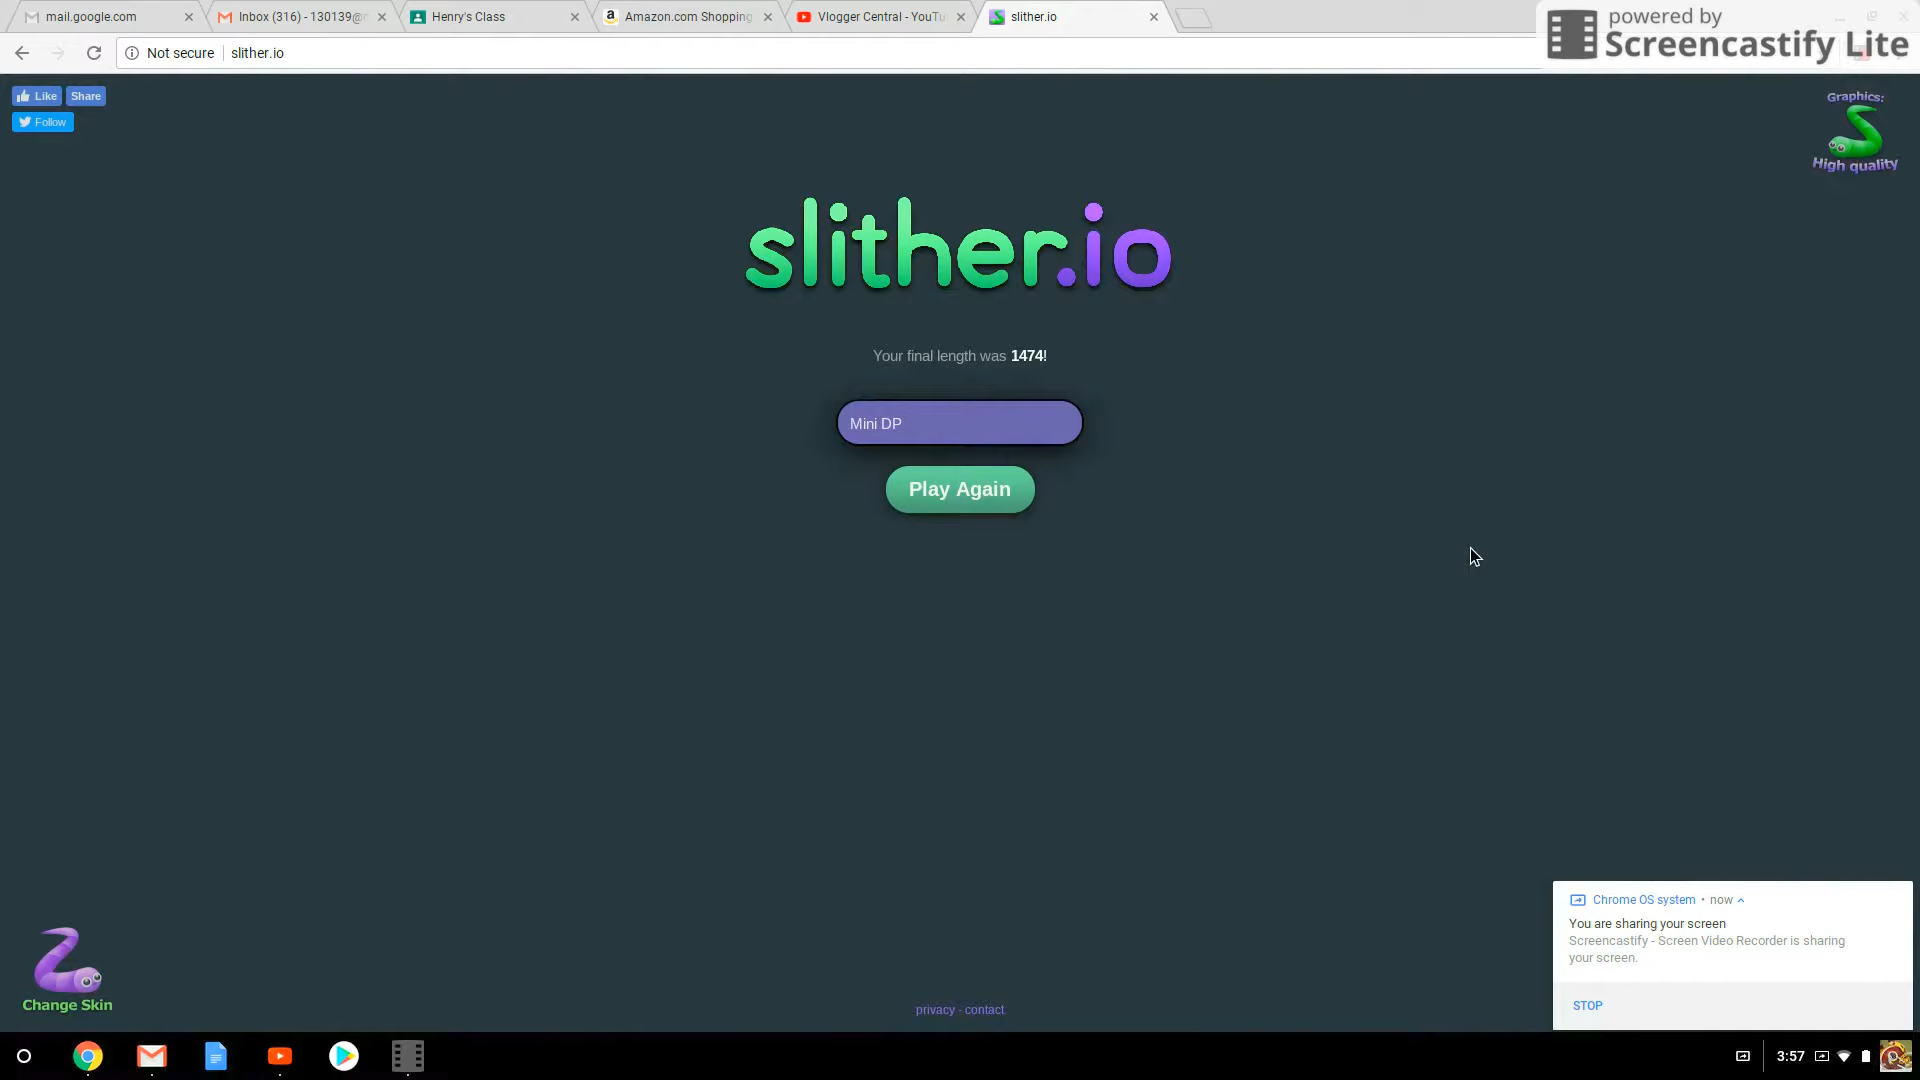 mail.google.com
Inbox (316) - 130139@
Henry's Class
Amazon.com Shopping
Vlogger Central - YouTu
slither.io
powered by
Screencastify Lite
Not secure
slither.io
Like
Share
Follow
Graphics:
High quality
slither.io
Your final length was 1474!
Mini DP
Play Again
Chrome OS system • now
You are sharing your screen
Screencastify - Screen Video Recorder is sharing
your screen.
STOP
Change Skin
privacy - contact
3:57